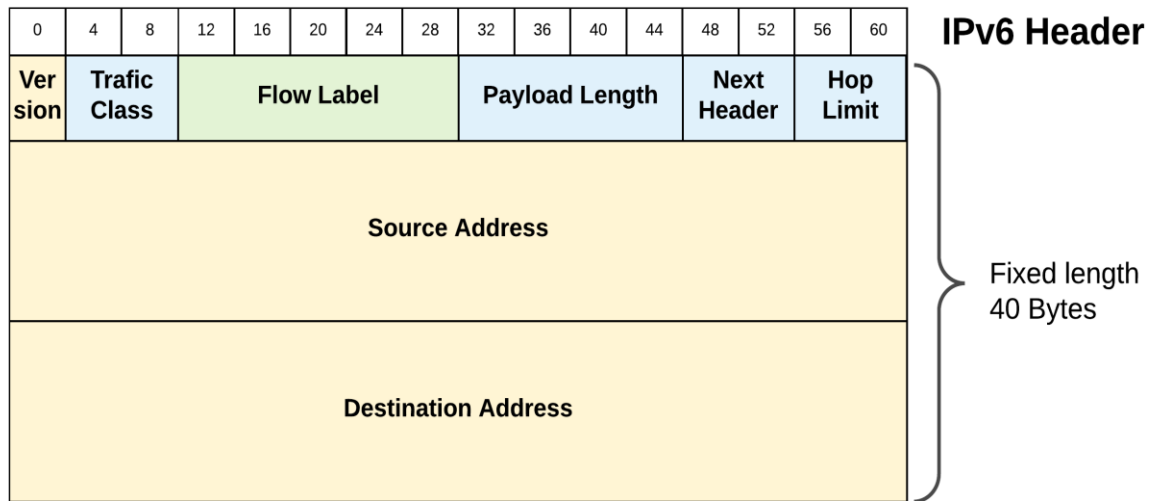 0 4 8 12 16 20 24 28 32 36 40 44 48 52 56 60
IPv6 Header
Ver
sion
Trafic
Class
Flow Label
Payload Length
Next
Header
Hop
Limit
Source Address
Fixed length
40 Bytes
Destination Address